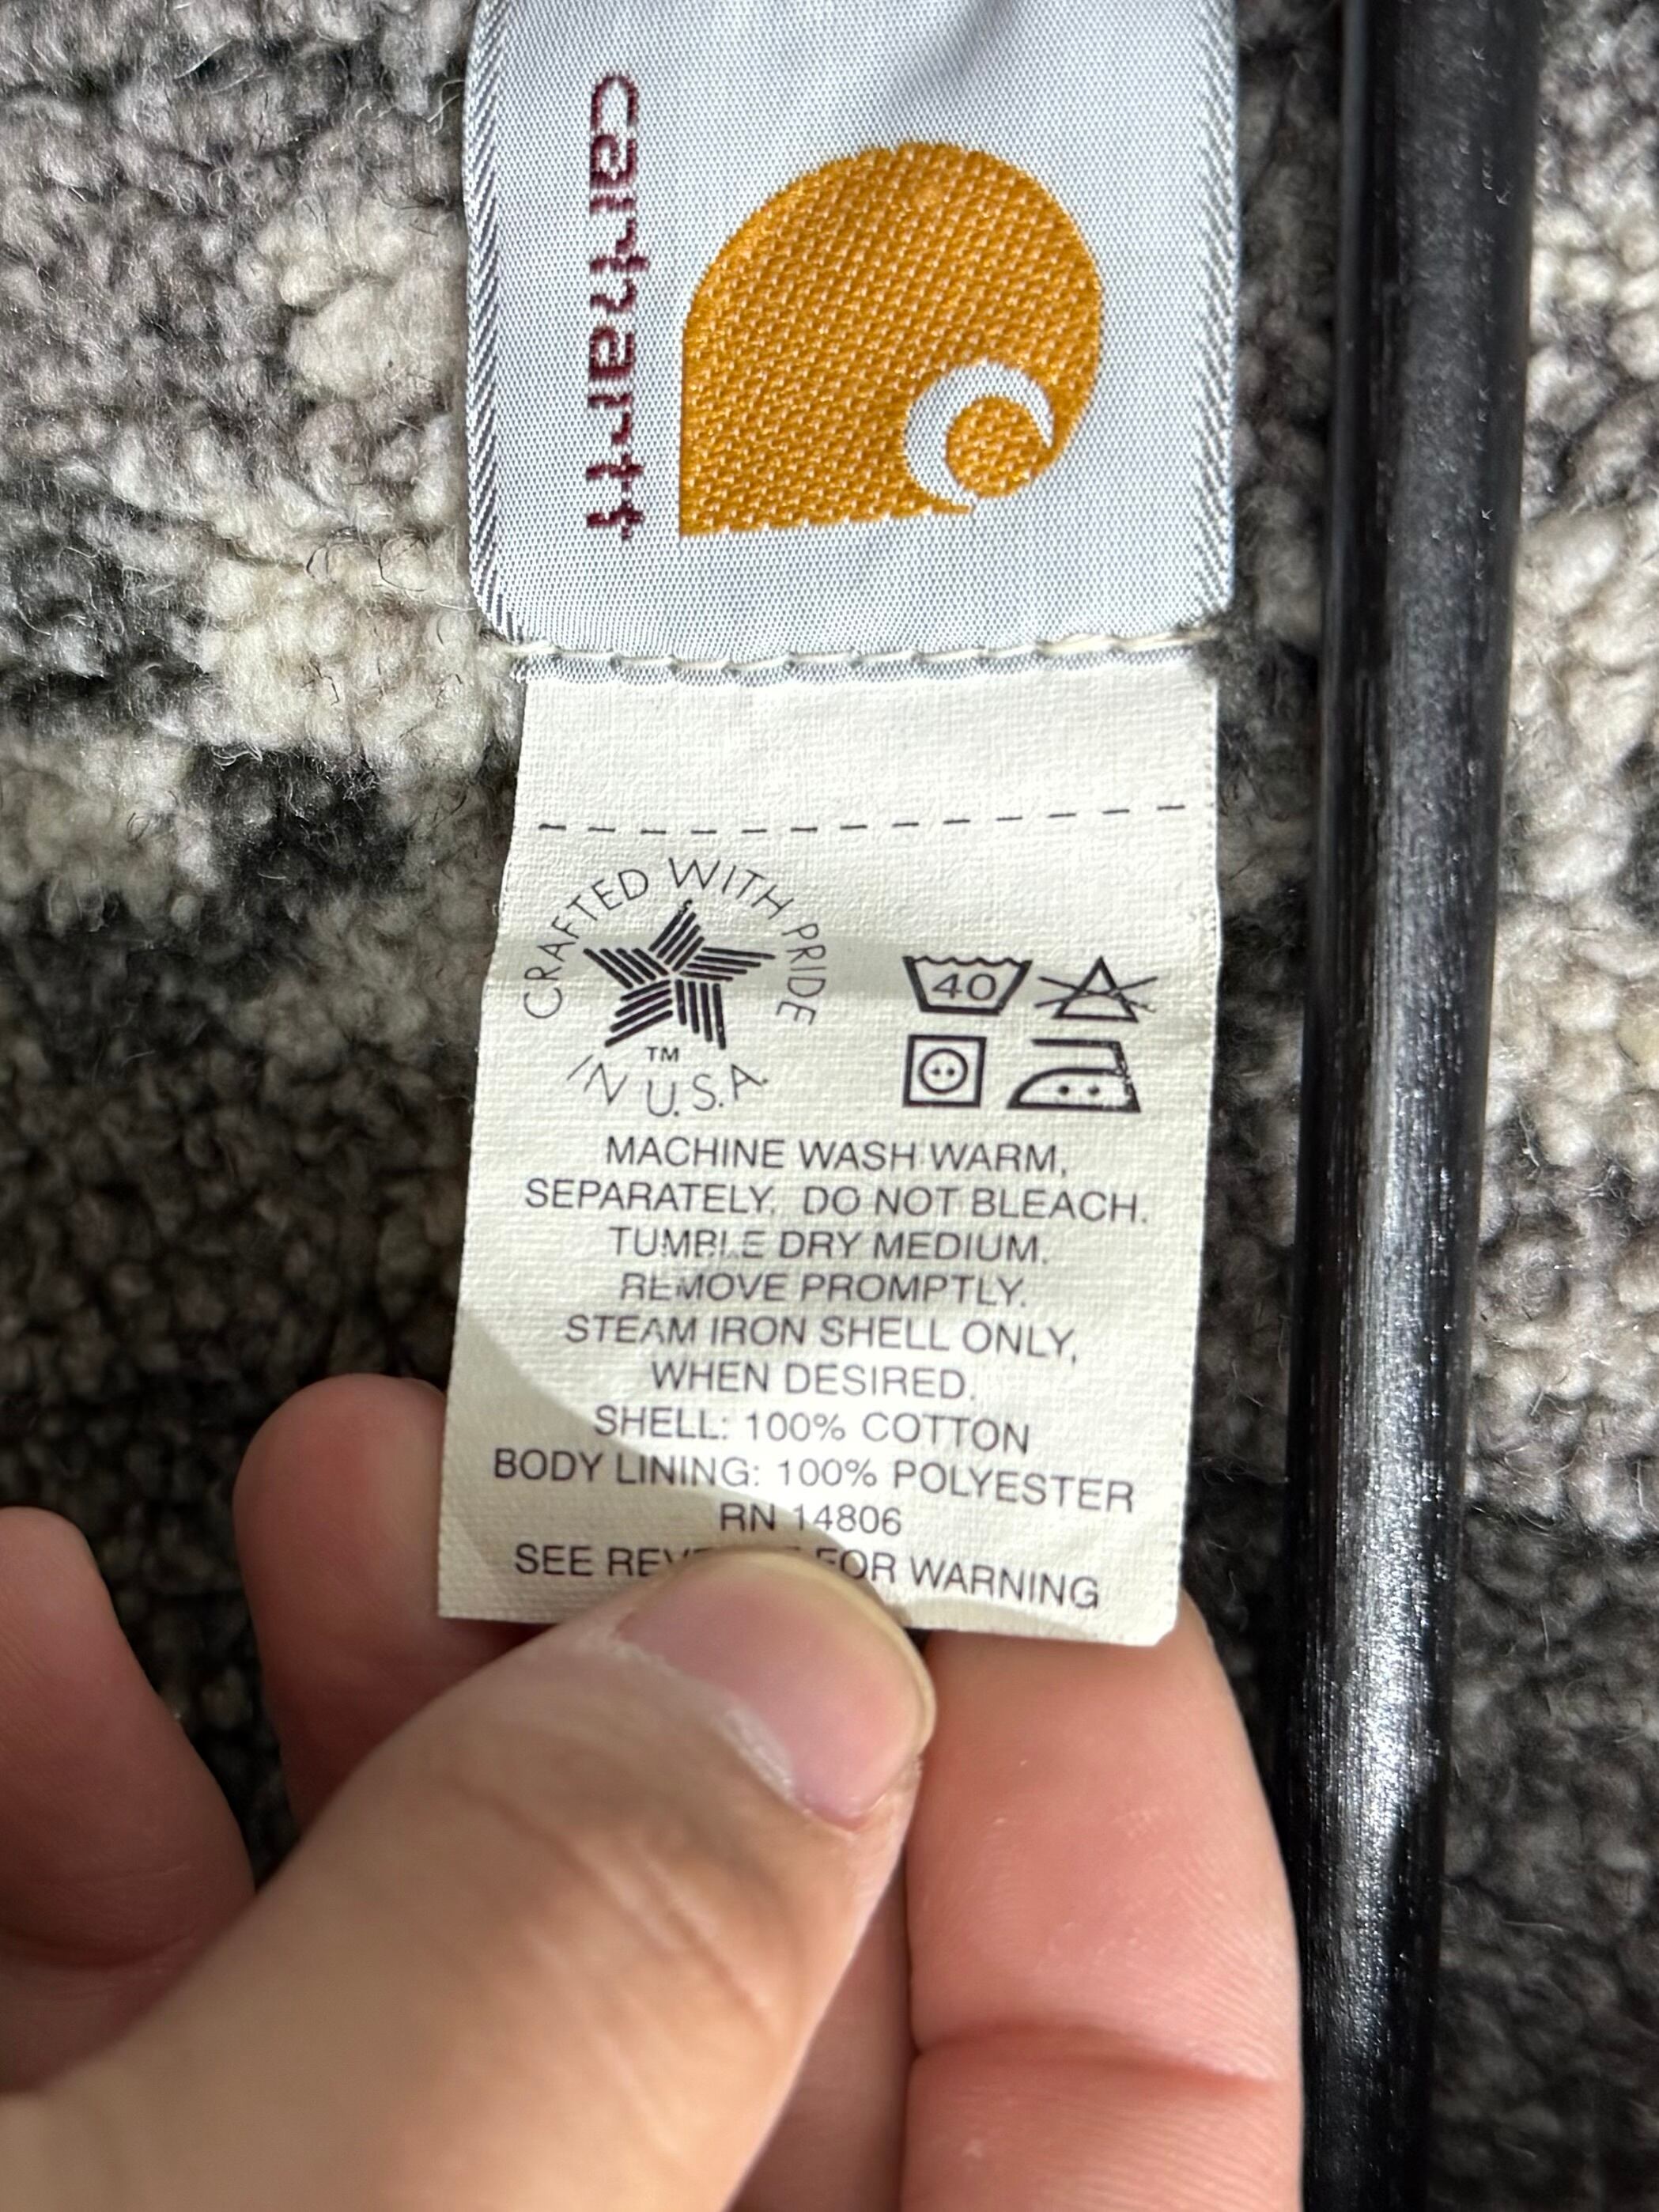 carhartt
CRAFTED WITH PRIDE
TM
IN U.S.A.
40
MACHINE WASH WARM,
SEPARATELY. DO NOT BLEACH.
TUMBLE DRY MEDIUM.
REMOVE PROMPTLY.
STEAM IRON SHELL ONLY,
WHEN DESIRED.
SHELL: 100% COTTON
BODY LINING: 100% POLYESTER
RN 14806
SEE FOR WARNING